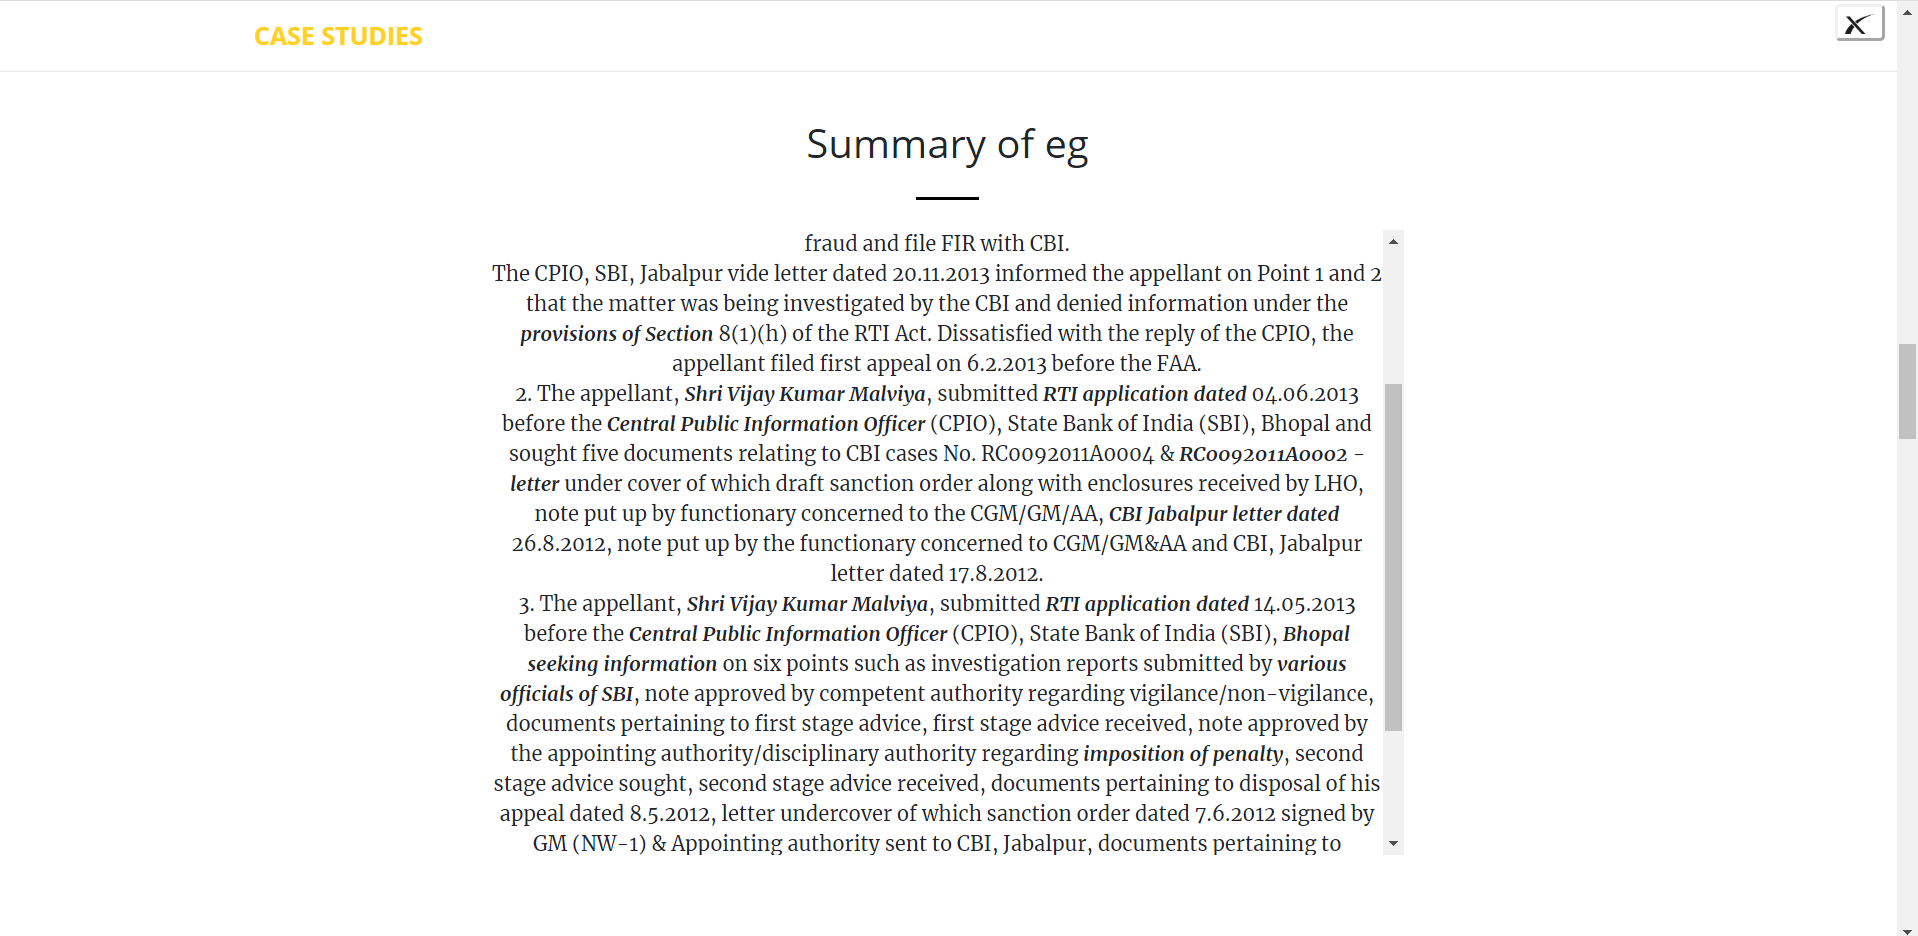 CASE STUDIES
Summary of eg
fraud and file FIR with CBI.
The CPIO, SBI, Jabalpur vide letter dated 20.11.2013 informed the appellant on Point 1 and 2
that the matter was being investigated by the CBI and denied information under the
provisions of Section 8(1)(h) of the RTI Act. Dissatisfied with the reply of the CPIO, the
appellant filed first appeal on 6.2.2013 before the FAA.
2. The appellant, Shri Vijay Kumar Malviya, submitted RTI application dated 04.06.2013
before the Central Public Information Officer (CPIO), State Bank of India (SBI), Bhopal and
sought five documents relating to CBI cases No. RC0092011A0004 & RC0092011A0002 -
letter under cover of which draft sanction order along with enclosures received by LHO,
note put up by functionary concerned to the CGM/GM/AA, CBI Jabalpur letter dated
26.8.2012, note put up by the functionary concerned to CGM/GM&AA and CBI, Jabalpur
letter dated 17.8.2012.
3. The appellant, Shri Vijay Kumar Malviya, submitted RTI application dated 14.05.2013
before the Central Public Information Officer (CPIO), State Bank of India (SBI), Bhopal
seeking information on six points such as investigation reports submitted by various
officials of SBI, note approved by competent authority regarding vigilance/non-vigilance,
documents pertaining to first stage advice, first stage advice received, note approved by
the appointing authority/disciplinary authority regarding imposition of penalty, second
stage advice sought, second stage advice received, documents pertaining to disposal of his
appeal dated 8.5.2012, letter undercover of which sanction order dated 7.6.2012 signed by
GM (NW-1) & Appointing authority sent to CBI, Jabalpur, documents pertaining to